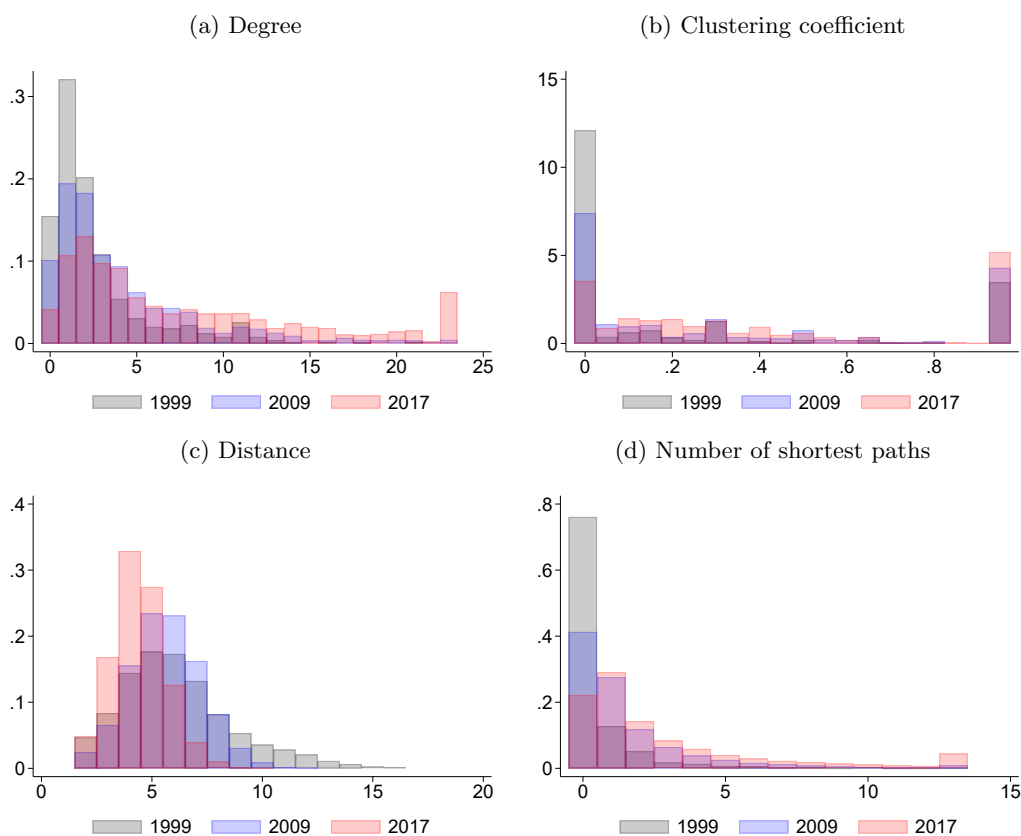 (a) Degree
(b) Clustering coefficient
.3
.2
.1
0
0 5 10 15 20 25
1999 2009 2017
15
10
5
0
0 .2 .4 .6 .8
1999 2009 2017
(c) Distance
(d) Number of shortest paths
.4
.3
.2
.1
0
0 5 10 15 20
1999 2009 2017
.8
.6
.4
.2
0
0 5 10 15
1999 2009 2017